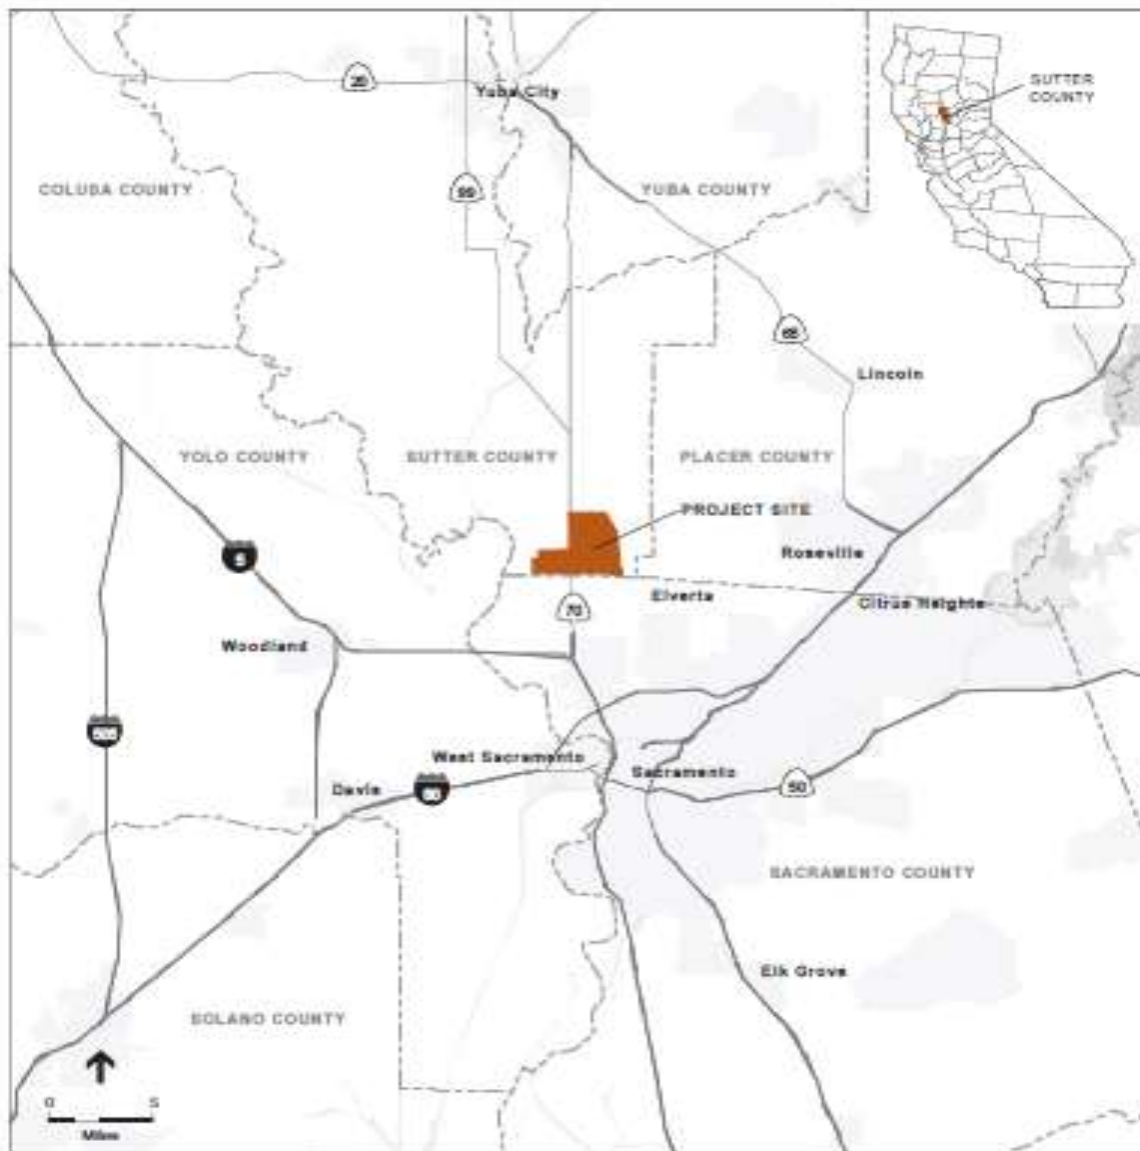 SUTTER
COUNTY
20
Yuba City
99
COLUSA COUNTY
YUBA COUNTY
65
Lincoln
YOLO COUNTY
SUTTER COUNTY
PLACER COUNTY
PROJECT SITE
5
Roseville
70
Elverta
Citrus Heights
Woodland
505
West Sacramento
Sacramento
Davis
80
50
SACRAMENTO COUNTY
Elk Grove
SOLANO COUNTY
0 5
Miles